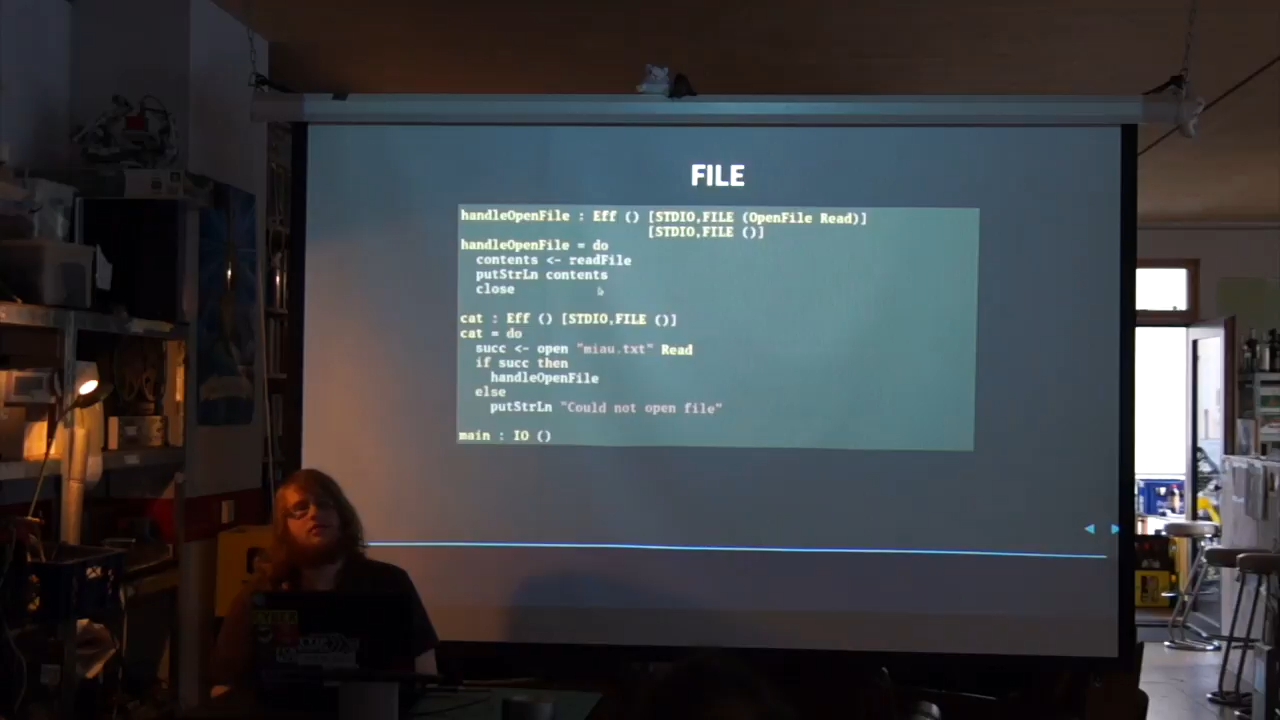 FILE
handleOpenFile : Eff () [STDIO,FILE (OpenFile Read)]
                         [STDIO,FILE ()]
handleOpenFile = do
  contents <- readFile
  putStrLn contents
  close
cat : Eff () [STDIO,FILE ()]
cat = do
  succ <- open "miau.txt" Read
  if succ then
    handleOpenFile
  else
    putStrLn "Could not open file"
main : IO ()